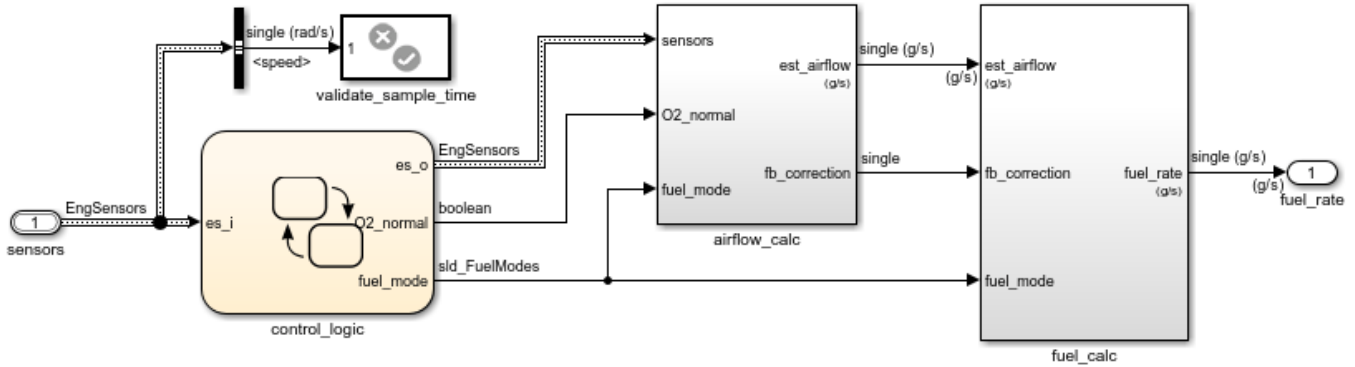 single (rad/s)
<speed>
1
validate_sample_time
sensors
est_airflow
(g/s)
O2_normal
fb_correction
fuel_mode
airflow_calc
single (g/s)
(g/s)
single
est_airflow
(g/s)
fb_correction
fuel_rate
(g/s)
fuel_mode
fuel_calc
single (g/s)
(g/s)
1
fuel_rate
EngSensors
1
sensors
es_i
es_o
O2_normal
fuel_mode
control_logic
EngSensors
boolean
sld_FuelModes